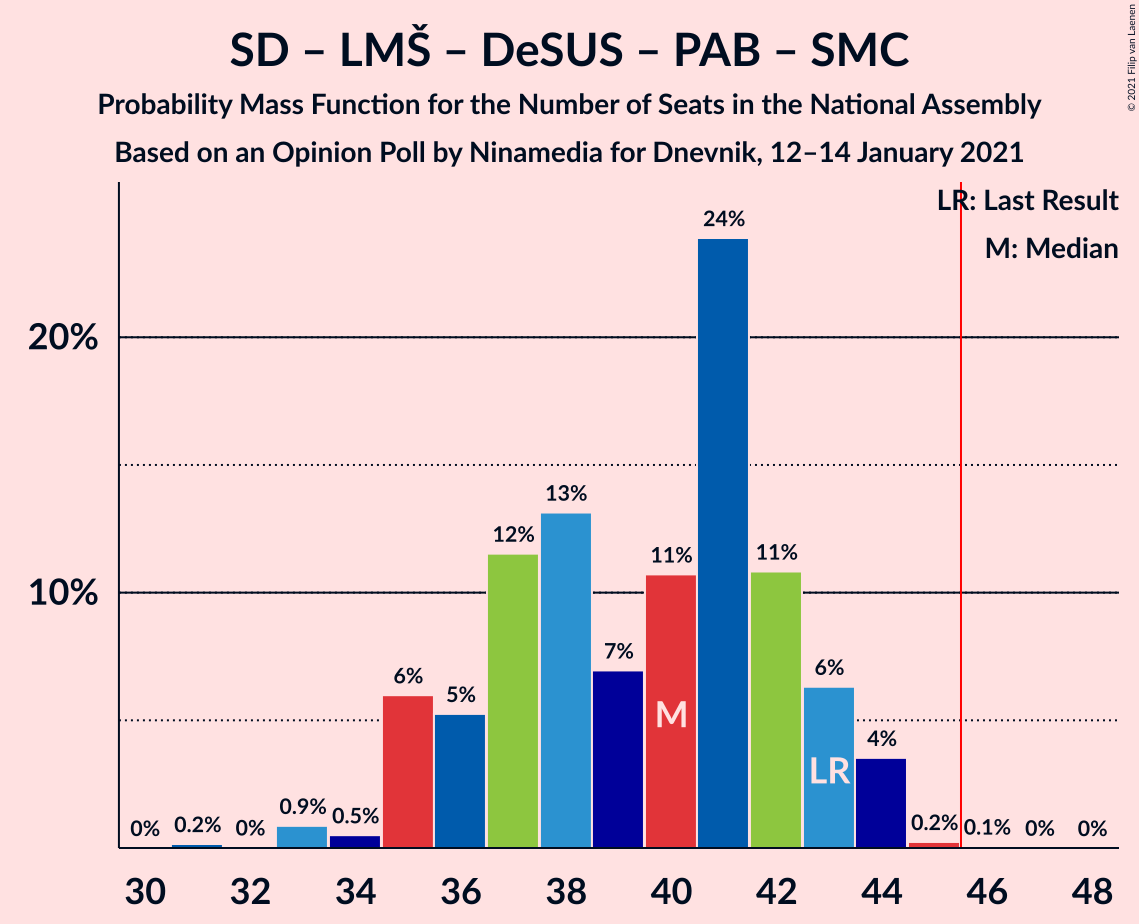 SD – LMŠ – DeSUS – PAB – SMC
Probability Mass Function for the Number of Seats in the National Assembly
Based on an Opinion Poll by Ninamedia for Dnevnik, 12–14 January 2021
© 2021 Filip van Laenen
LR: Last Result
M: Median
20%
10%
0%
0.2%
0%
0.9%
0.5%
6%
5%
12%
13%
7%
11%
24%
11%
6%
4%
0.2%
0.1%
0%
0%
M
LR
30 32 34 36 38 40 42 44 46 48